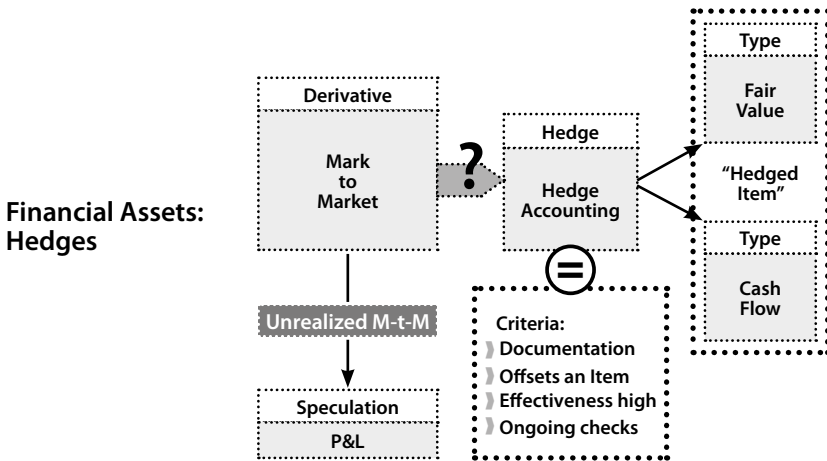 Financial Assets:
Hedges
Derivative
Mark
to
Market
Unrealized M-t-M
Speculation
P&L
?
Hedge
Hedge
Accounting
=
Criteria:
Documentation
Offsets an Item
Effectiveness high
Ongoing checks
Type
Fair
Value
“Hedged
Item”
Type
Cash
Flow